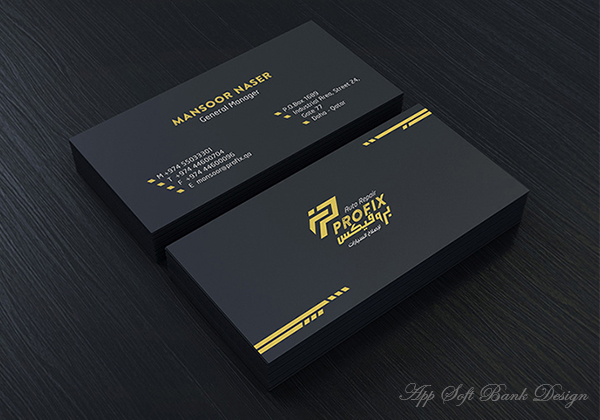 MANSOOR NASER
General Manager
P.O.Box 1689
Industrial Area, Street 24,
Gate 77
Doha - Qatar
M +974 55033301
T +974 44600704
F +974 44600096
E mansoor@profix.qa
Auto Repair
PROFIX
بروفيكس
لإصلاح السيارات
App Soft Bank Design